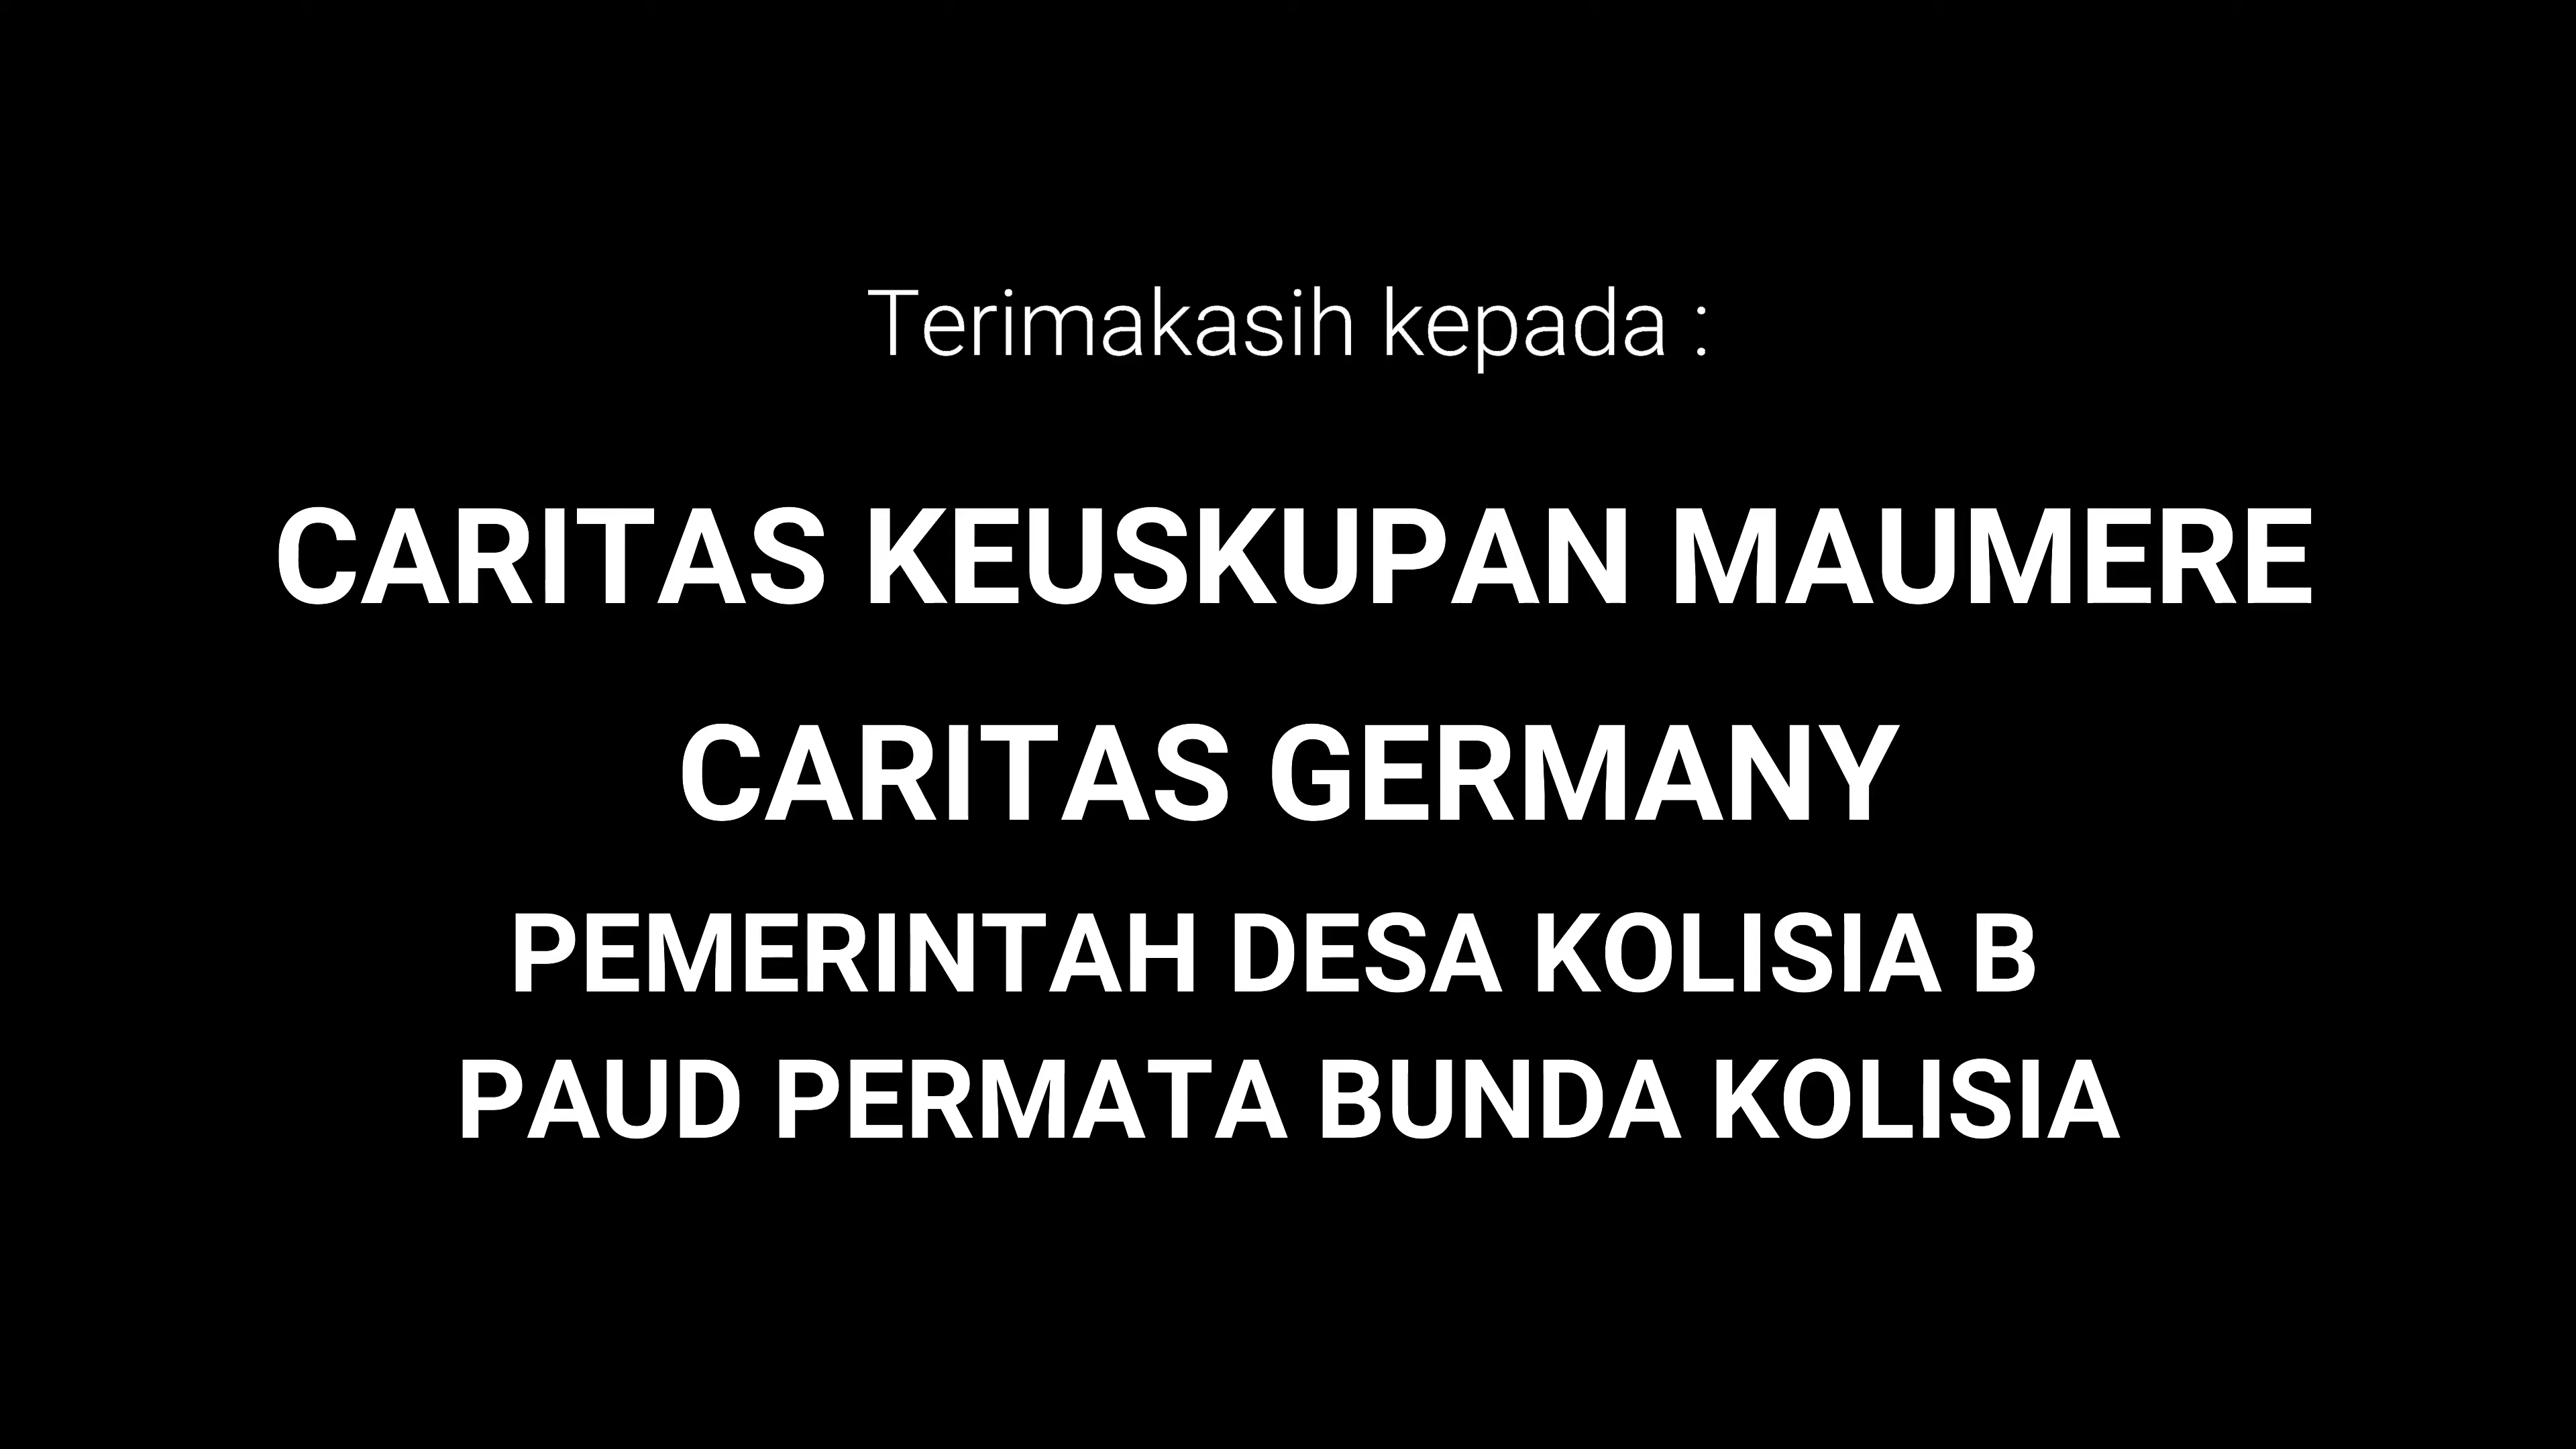 Terimakasih kepada :
CARITAS KEUSKUPAN MAUMERE
CARITAS GERMANY
PEMERINTAH DESA KOLISIA B
PAUD PERMATA BUNDA KOLISIA